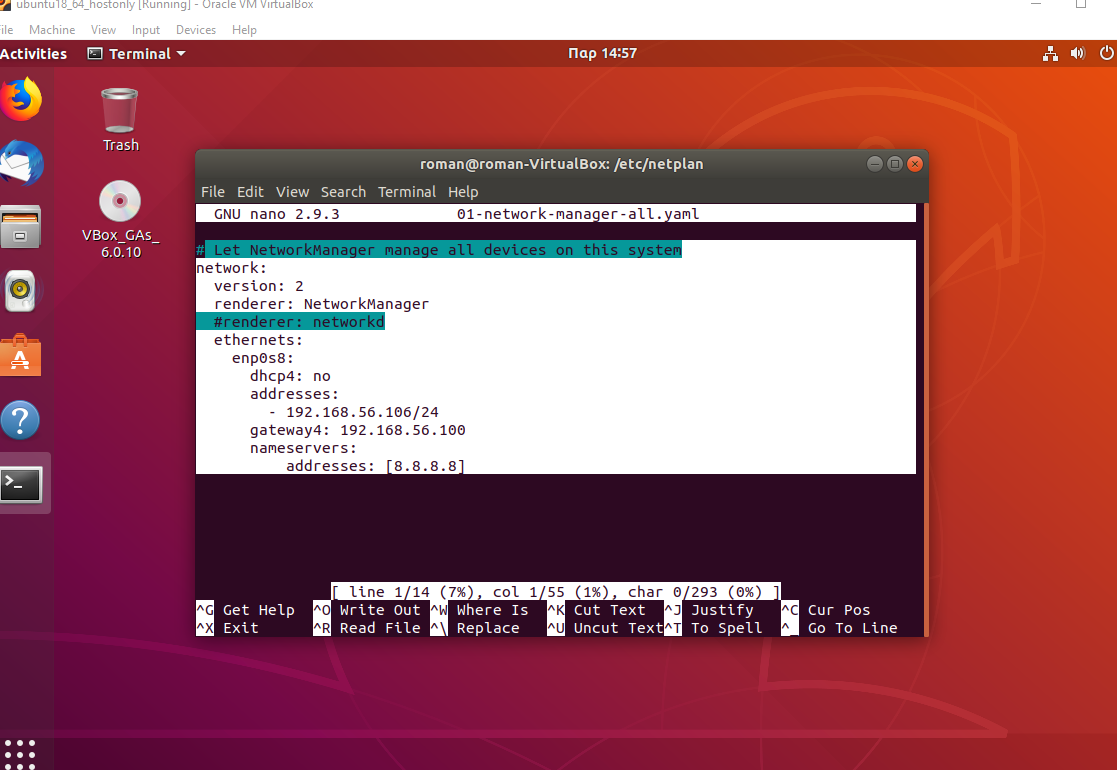 ubuntu18_64_hostonly [Running] - Oracle VM VirtualBox
ile Machine View Input Devices Help
Activities Terminal Παρ 14:57
Trash
VBox_GAs_
6.0.10
roman@roman-VirtualBox: /etc/netplan
File Edit View Search Terminal Help
GNU nano 2.9.3 01-network-manager-all.yaml
# Let NetworkManager manage all devices on this system
network:
  version: 2
  renderer: NetworkManager
  #renderer: networkd
  ethernets:
    enp0s8:
      dhcp4: no
      addresses:
        - 192.168.56.106/24
      gateway4: 192.168.56.100
      nameservers:
          addresses: [8.8.8.8]
[ line 1/14 (7%), col 1/55 (1%), char 0/293 (0%) ]
^G Get Help ^O Write Out ^W Where Is ^K Cut Text ^J Justify ^C Cur Pos
^X Exit ^R Read File ^\ Replace ^U Uncut Text ^T To Spell ^_ Go To Line